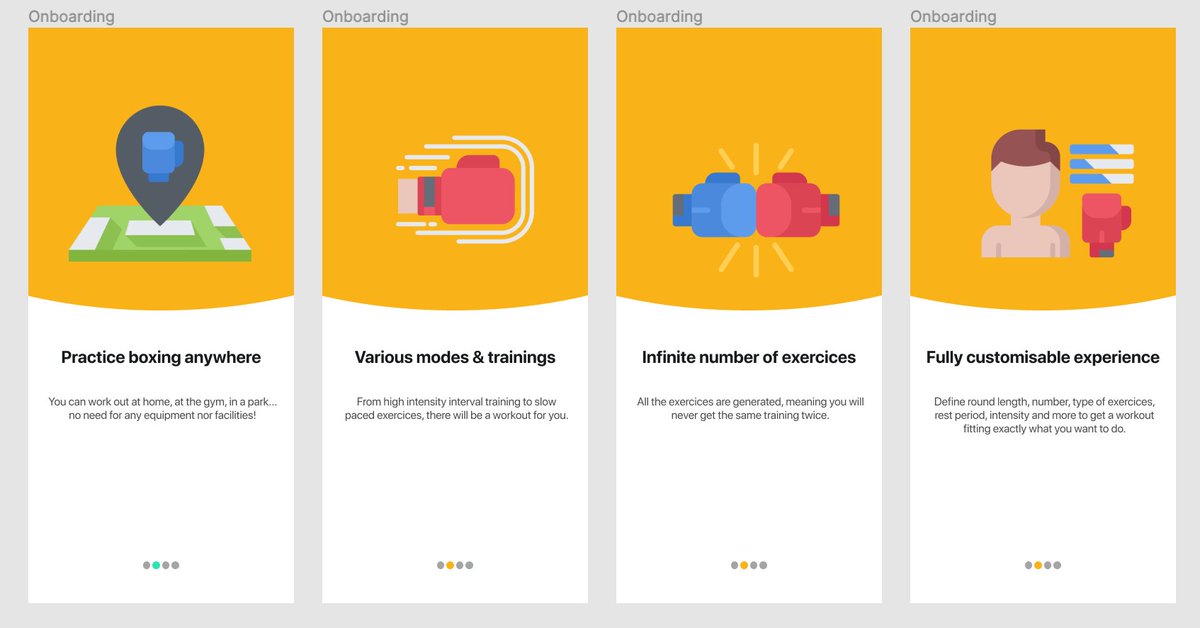 Onboarding
Practice boxing anywhere
You can work out at home, at the gym, in a park...
no need for any equipment nor facilities!
Onboarding
Various modes & trainings
From high intensity interval training to slow
paced exercices, there will be a workout for you.
Onboarding
Infinite number of exercices
All the exercices are generated, meaning you will
never get the same training twice.
Onboarding
Fully customisable experience
Define round length, number, type of exercices,
rest period, intensity and more to get a workout
fitting exactly what you want to do.